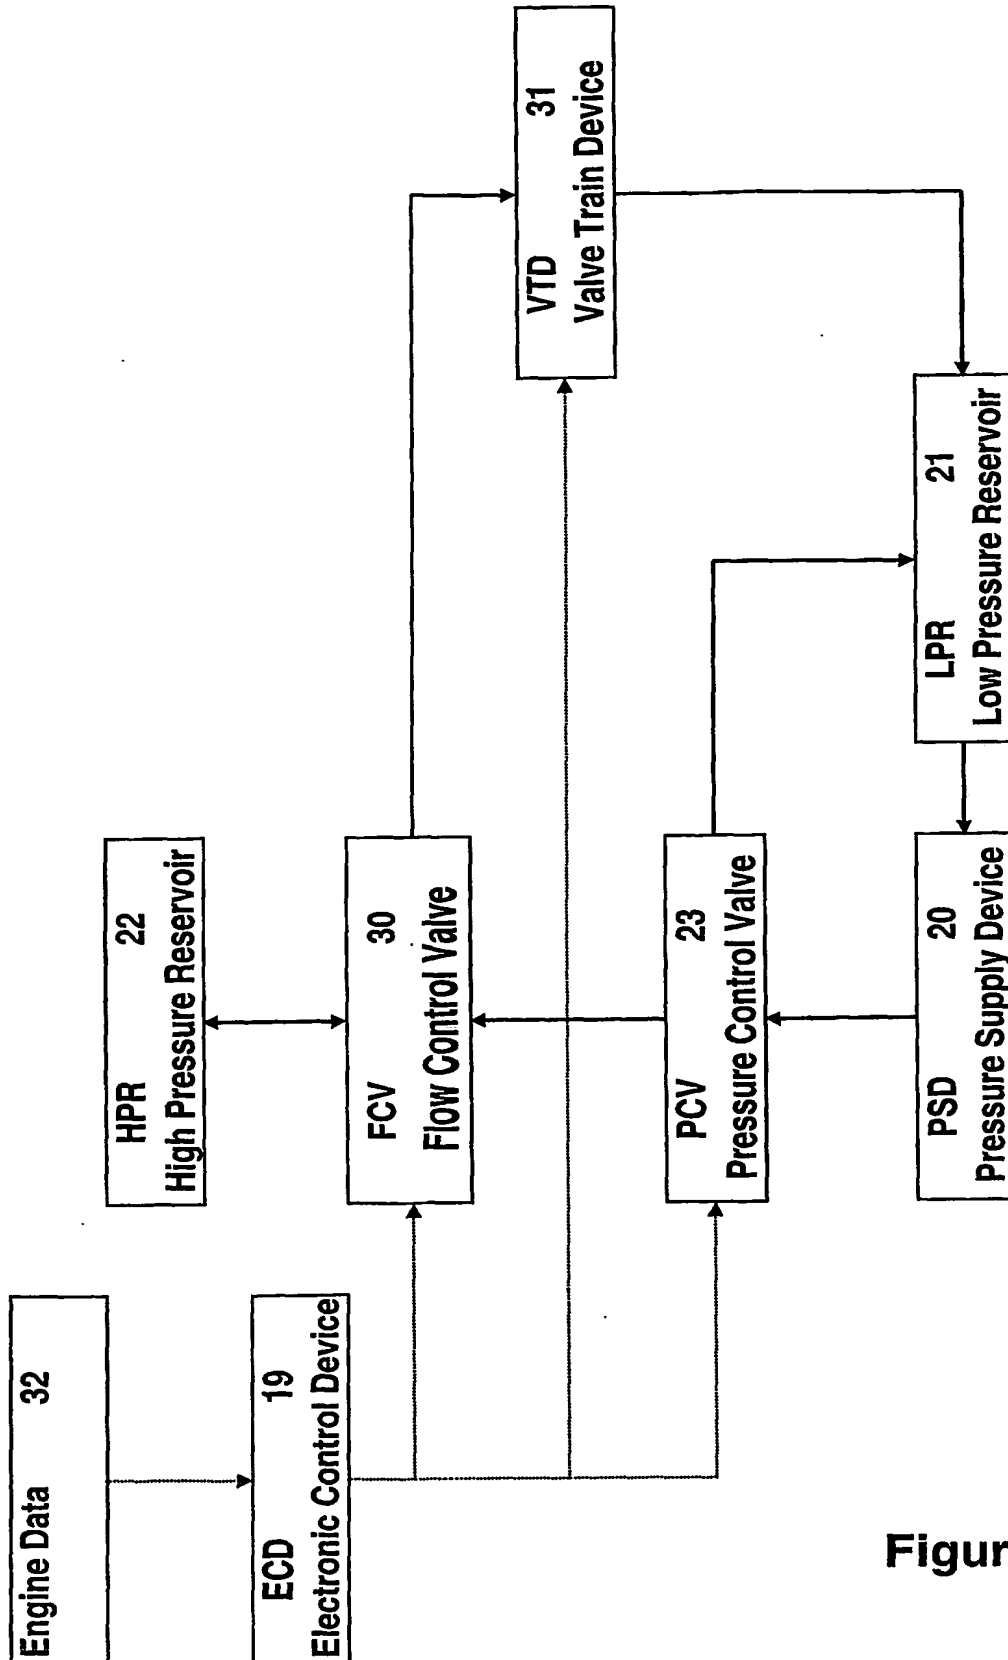 Engine Data 32
ECD 19
Electronic Control Device
HPR 22
High Pressure Reservoir
FCV 30
Flow Control Valve
PCV 23
Pressure Control Valve
PSD 20
Pressure Supply Device
LPR 21
Low Pressure Reservoir
VTD 31
Valve Train Device
Figur